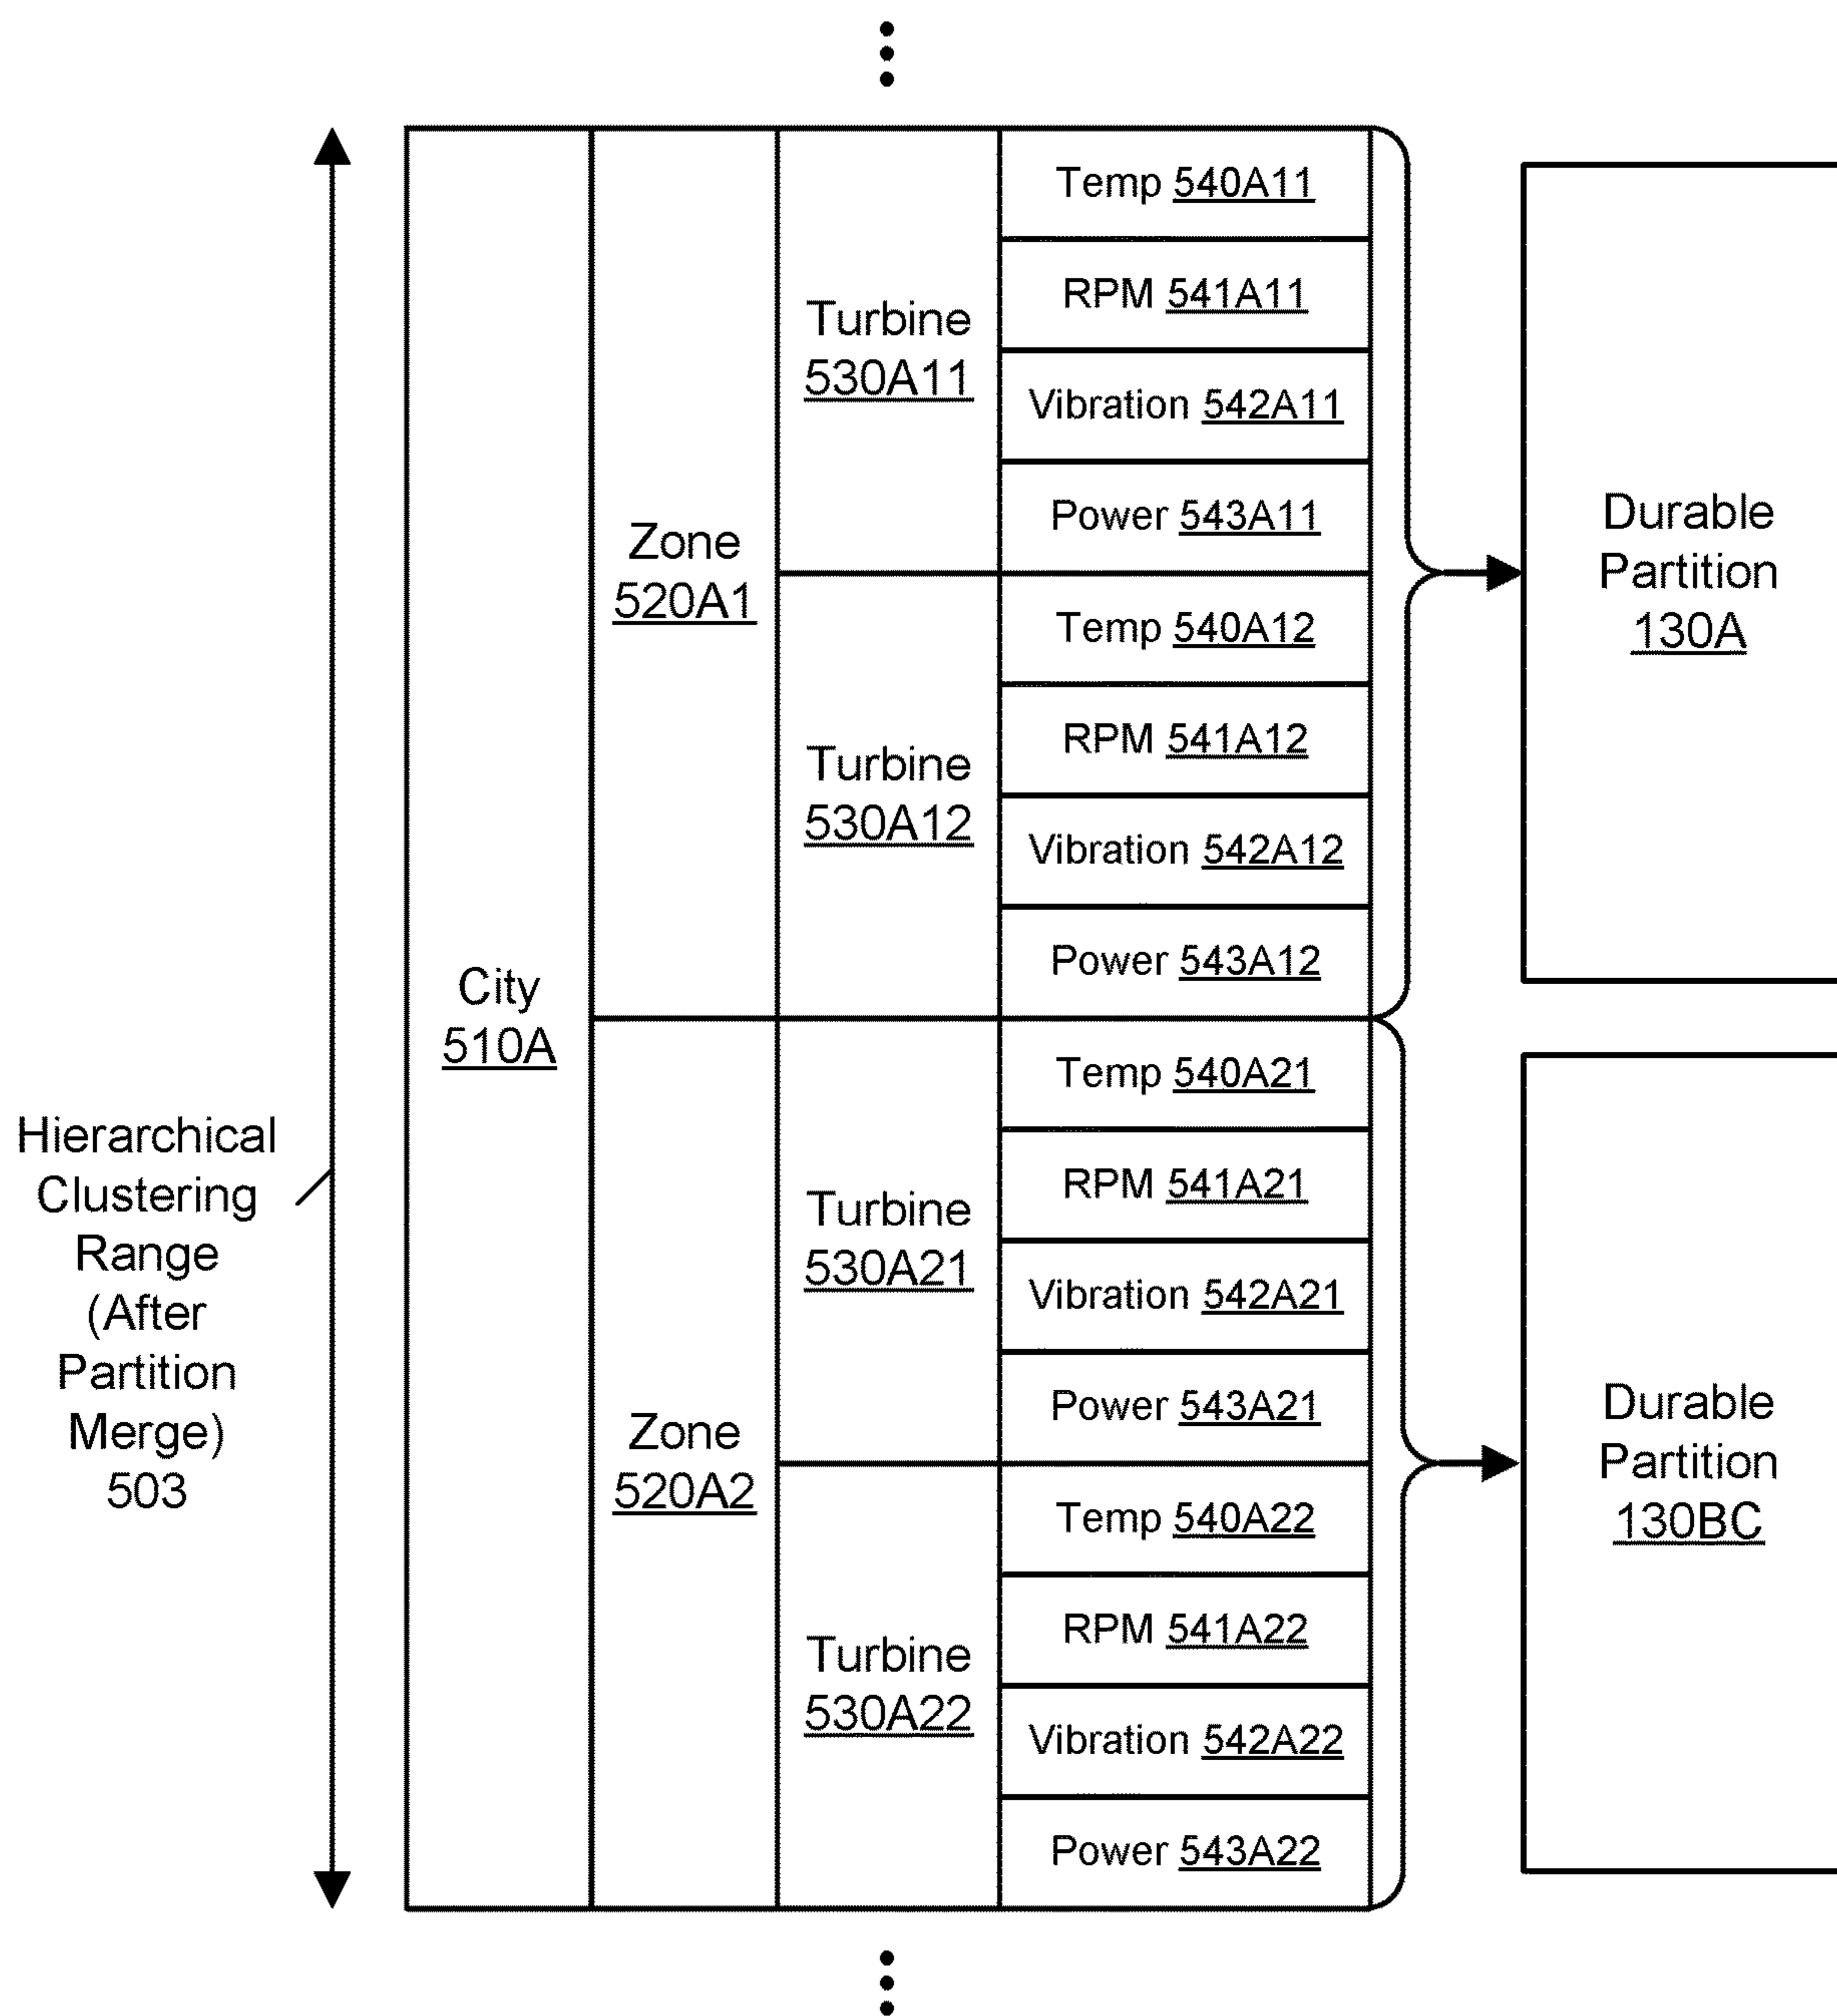 Hierarchical
Clustering
Range
(After
Partition
Merge)
503
City
510A
Zone
520A1
Turbine
530A11
Temp 540A11
RPM 541A11
Vibration 542A11
Power 543A11
Turbine
530A12
Temp 540A12
RPM 541A12
Vibration 542A12
Power 543A12
Durable
Partition
130A
Zone
520A2
Turbine
530A21
Temp 540A21
RPM 541A21
Vibration 542A21
Power 543A21
Turbine
530A22
Temp 540A22
RPM 541A22
Vibration 542A22
Power 543A22
Durable
Partition
130BC